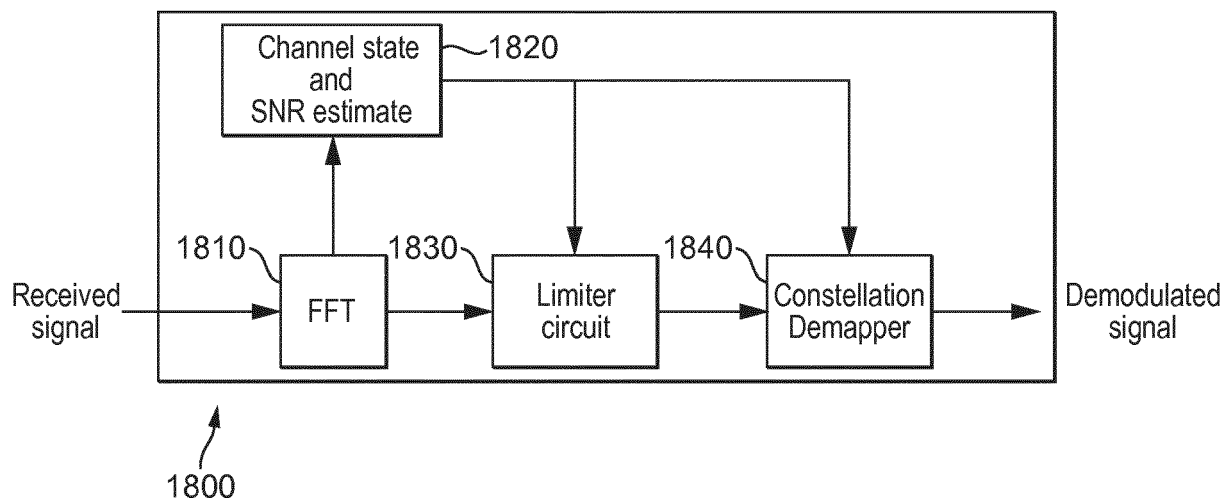 Channel state
and
SNR estimate
1820
1810
1830
1840
Received
signal
FFT
Limiter
circuit
Constellation
Demapper
Demodulated
signal
1800